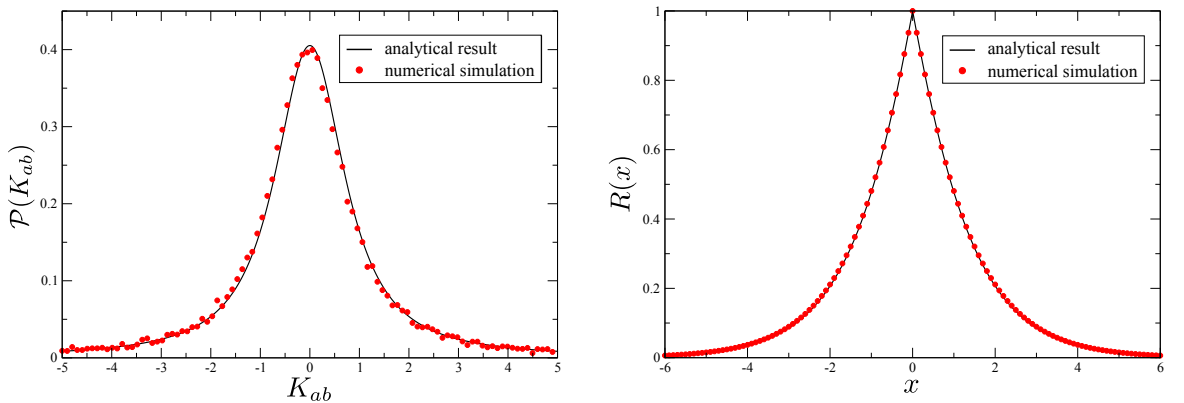 0.4
0.3
0.2
0.1
0
𝒫(K_ab)
analytical result
numerical simulation
-5 -4 -3 -2 -1 0 1 2 3 4 5
K_ab
1
0.8
0.6
0.4
0.2
0
R(x)
analytical result
numerical simulation
-6 -4 -2 0 2 4 6
x